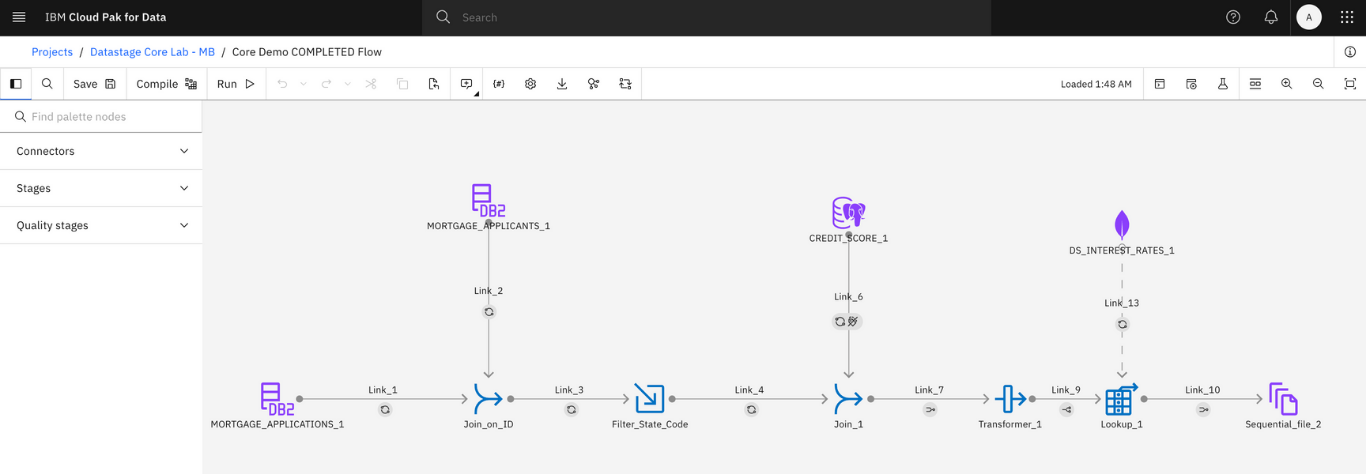 IBM Cloud Pak for Data
Search
A
Projects / Datastage Core Lab - MB / Core Demo COMPLETED Flow
Save
Compile
Run
{#}
Loaded 1:48 AM
Find palette nodes
Connectors
Stages
Quality stages
DB2
MORTGAGE_APPLICANTS_1
CREDIT_SCORE_1
DS_INTEREST_RATES_1
Link_2
Link_6
Link_13
DB2
MORTGAGE_APPLICATIONS_1
Link_1
Join_on_ID
Link_3
Filter_State_Code
Link_4
Join_1
Link_7
Transformer_1
Link_9
Lookup_1
Link_10
Sequential_file_2